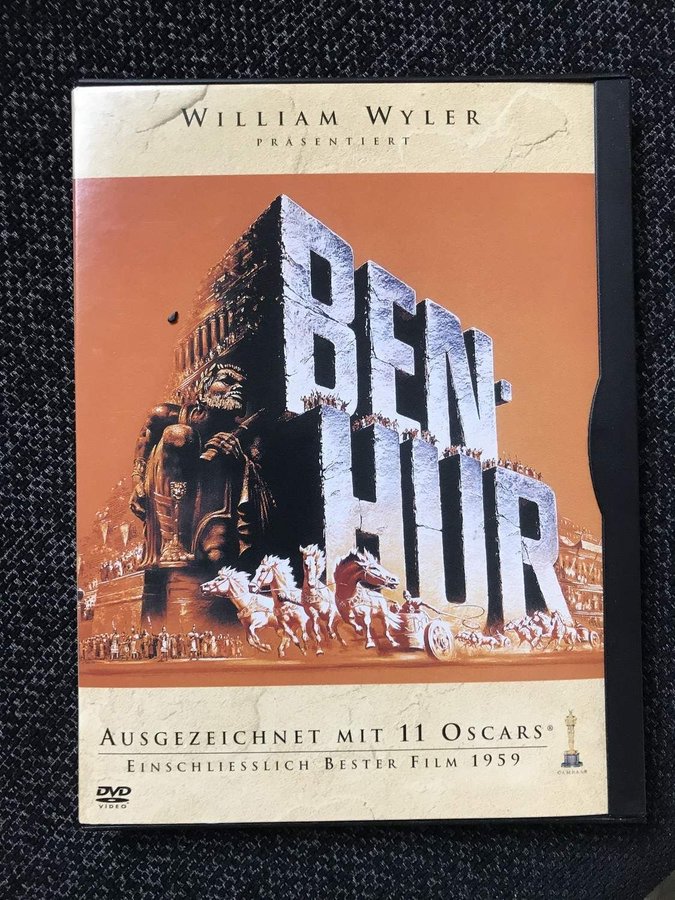 WILLIAM WYLER
PRÄSENTIERT
BEN-
HUR
AUSGEZEICHNET MIT 11 OSCARS®
EINSCHLIESSLICH BESTER FILM 1959
DVD
VIDEO